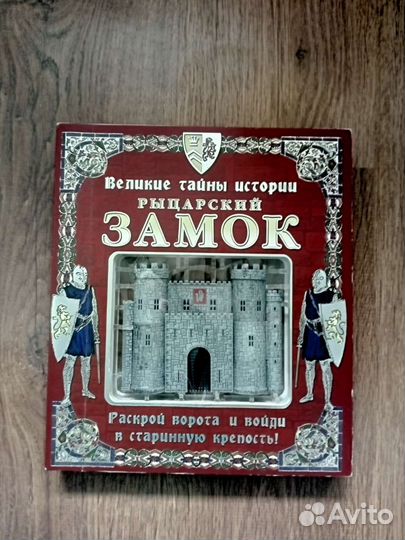 Великие тайны истории
РЫЦАРСКИЙ
ЗАМОК
Раскрой ворота и войди
в старинную крепость!
Avito